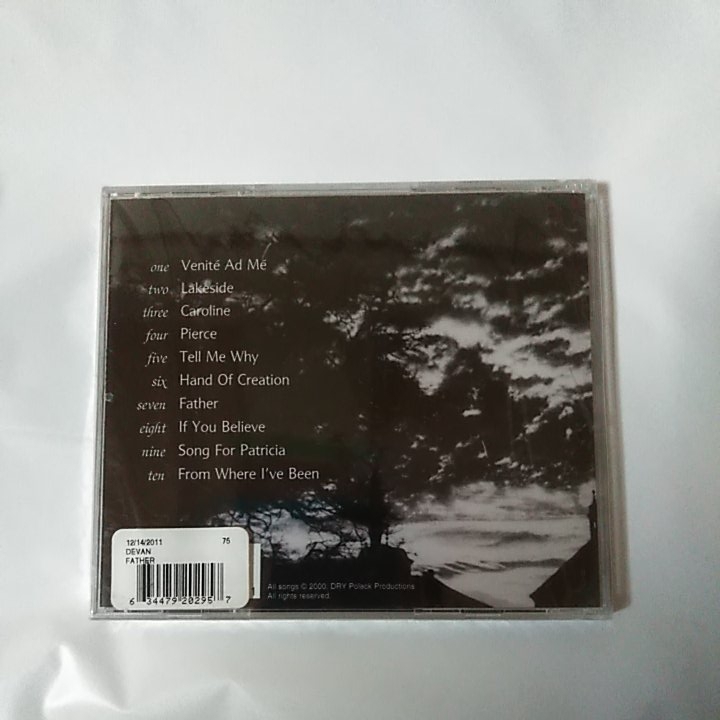 one Venité Ad Mé
two Lakeside
three Caroline
four Pierce
five Tell Me Why
six Hand Of Creation
seven Father
eight If You Believe
nine Song For Patricia
ten From Where I've Been
12/14/2011 75
DEVAN
FATHER
6 34479 20295 7
All songs © 2000, DRY Polack Productions
All rights reserved.